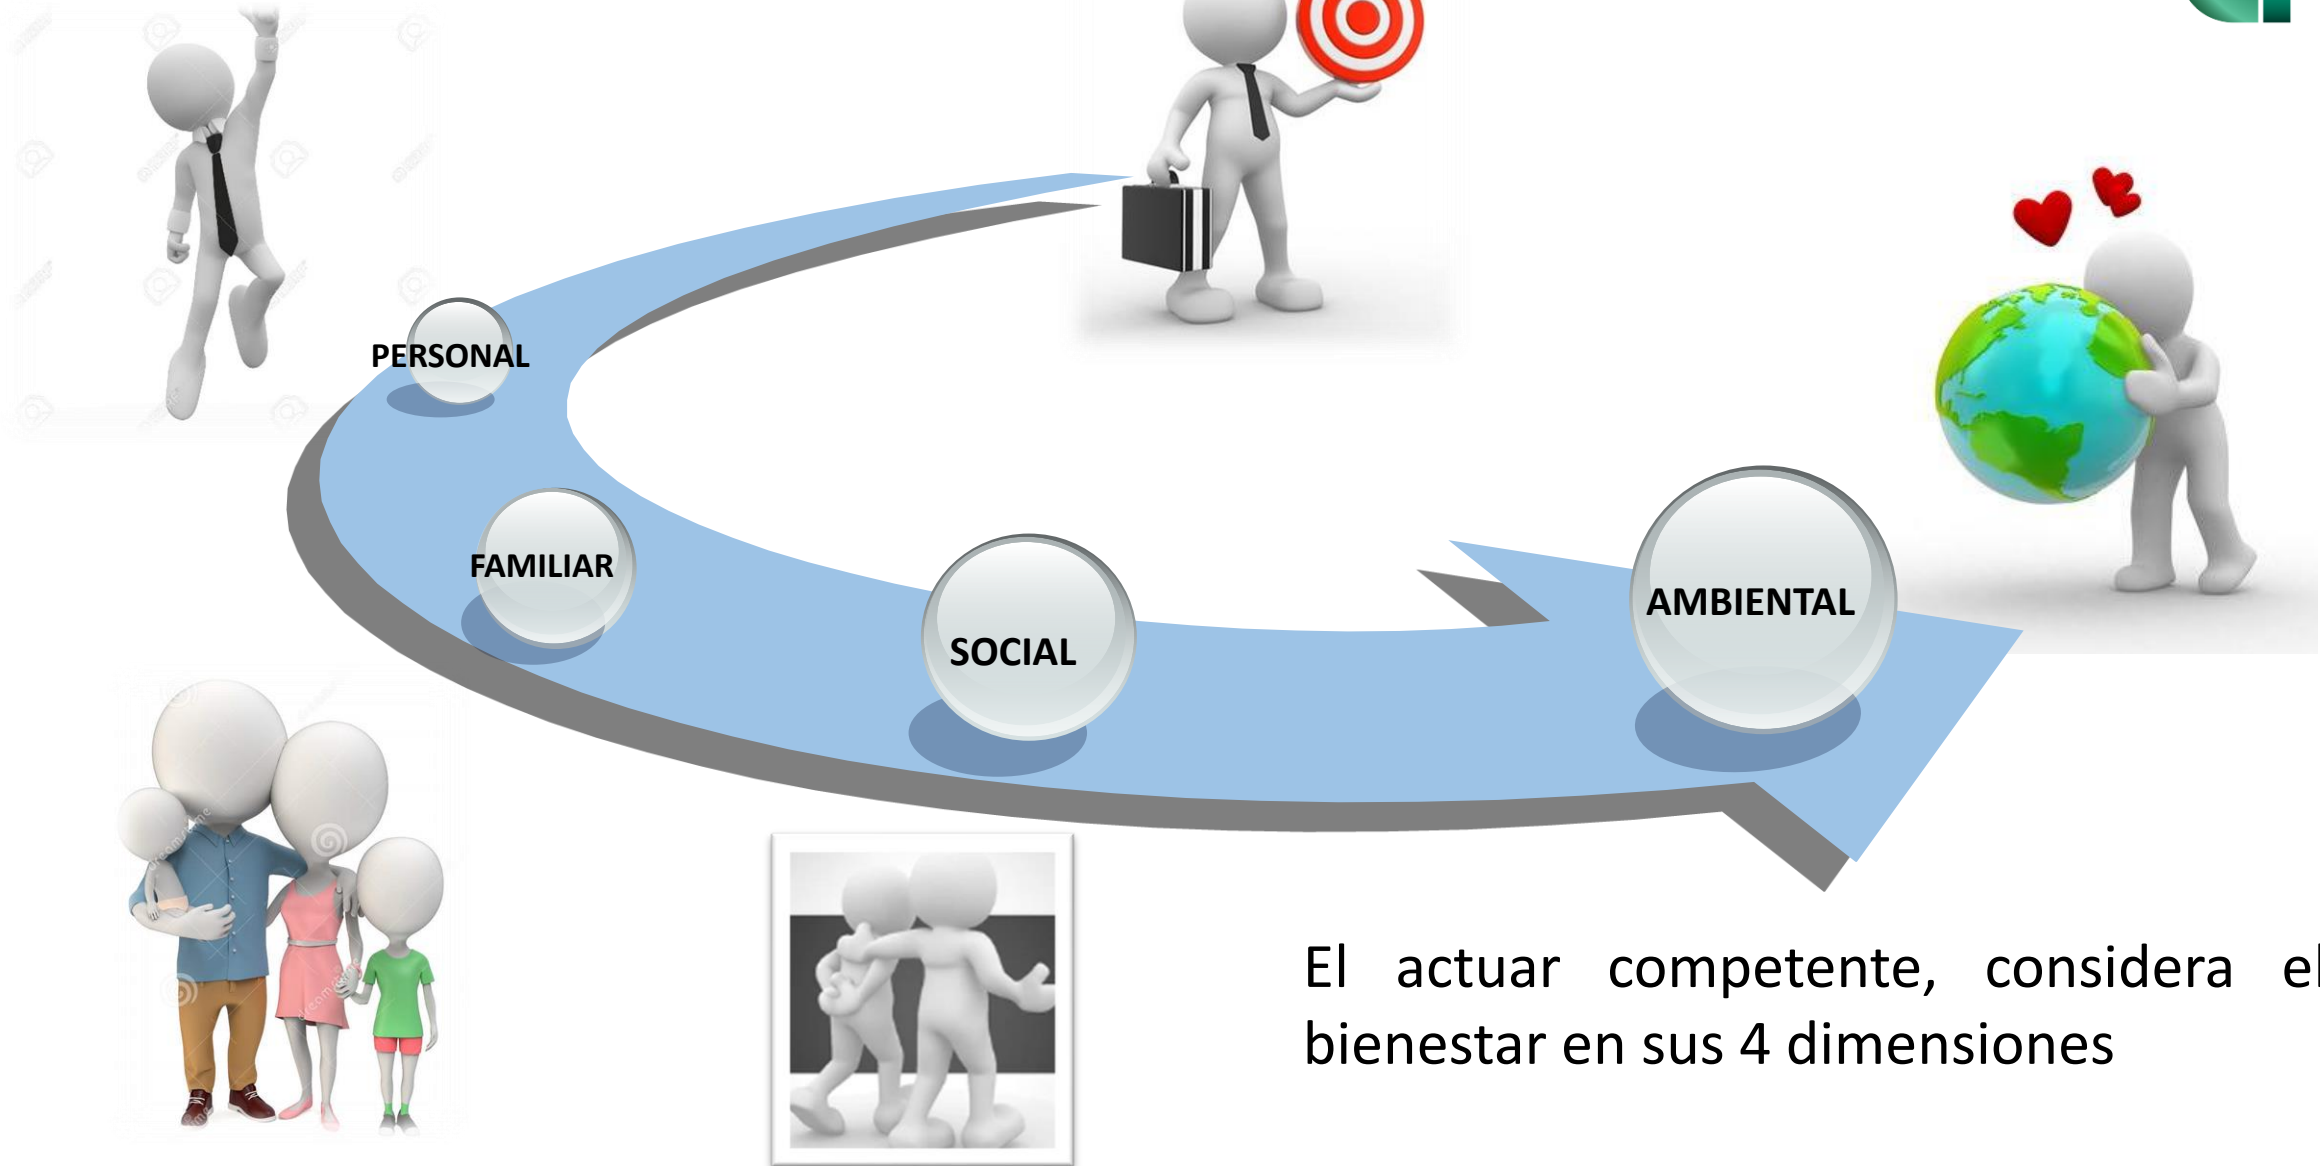 PERSONAL
FAMILIAR
SOCIAL
AMBIENTAL
El actuar competente, considera el
bienestar en sus 4 dimensiones